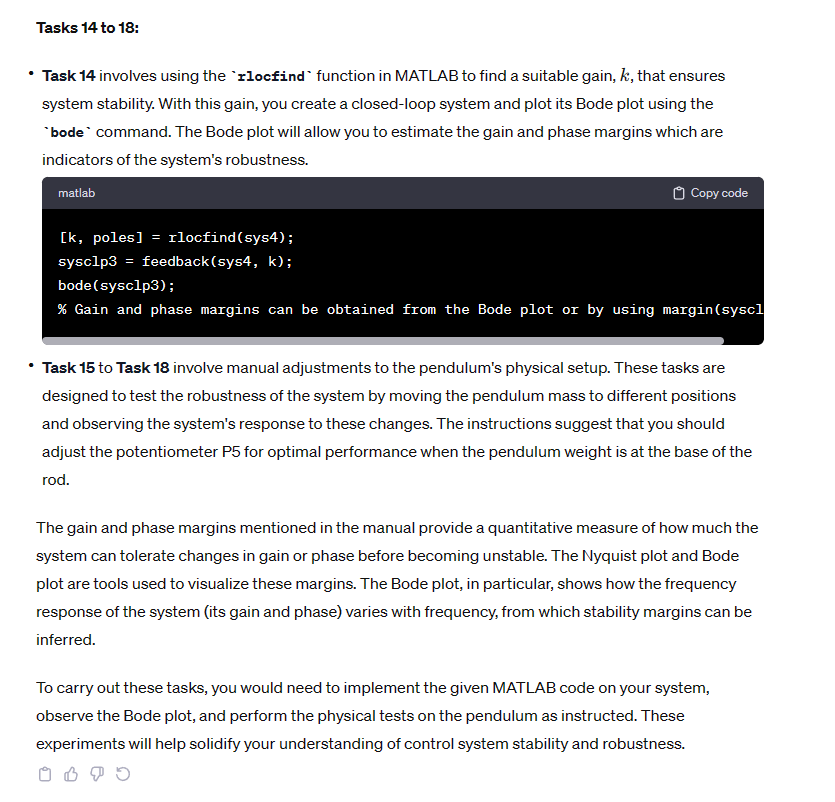 Tasks 14 to 18:
• Task 14 involves using the `rlocfind` function in MATLAB to find a suitable gain, k, that ensures
system stability. With this gain, you create a closed-loop system and plot its Bode plot using the
`bode` command. The Bode plot will allow you to estimate the gain and phase margins which are
indicators of the system's robustness.
matlab Copy code
[k, poles] = rlocfind(sys4);
sysclp3 = feedback(sys4, k);
bode(sysclp3);
% Gain and phase margins can be obtained from the Bode plot or by using margin(syscl
• Task 15 to Task 18 involve manual adjustments to the pendulum's physical setup. These tasks are
designed to test the robustness of the system by moving the pendulum mass to different positions
and observing the system's response to these changes. The instructions suggest that you should
adjust the potentiometer P5 for optimal performance when the pendulum weight is at the base of the
rod.
The gain and phase margins mentioned in the manual provide a quantitative measure of how much the
system can tolerate changes in gain or phase before becoming unstable. The Nyquist plot and Bode
plot are tools used to visualize these margins. The Bode plot, in particular, shows how the frequency
response of the system (its gain and phase) varies with frequency, from which stability margins can be
inferred.
To carry out these tasks, you would need to implement the given MATLAB code on your system,
observe the Bode plot, and perform the physical tests on the pendulum as instructed. These
experiments will help solidify your understanding of control system stability and robustness.